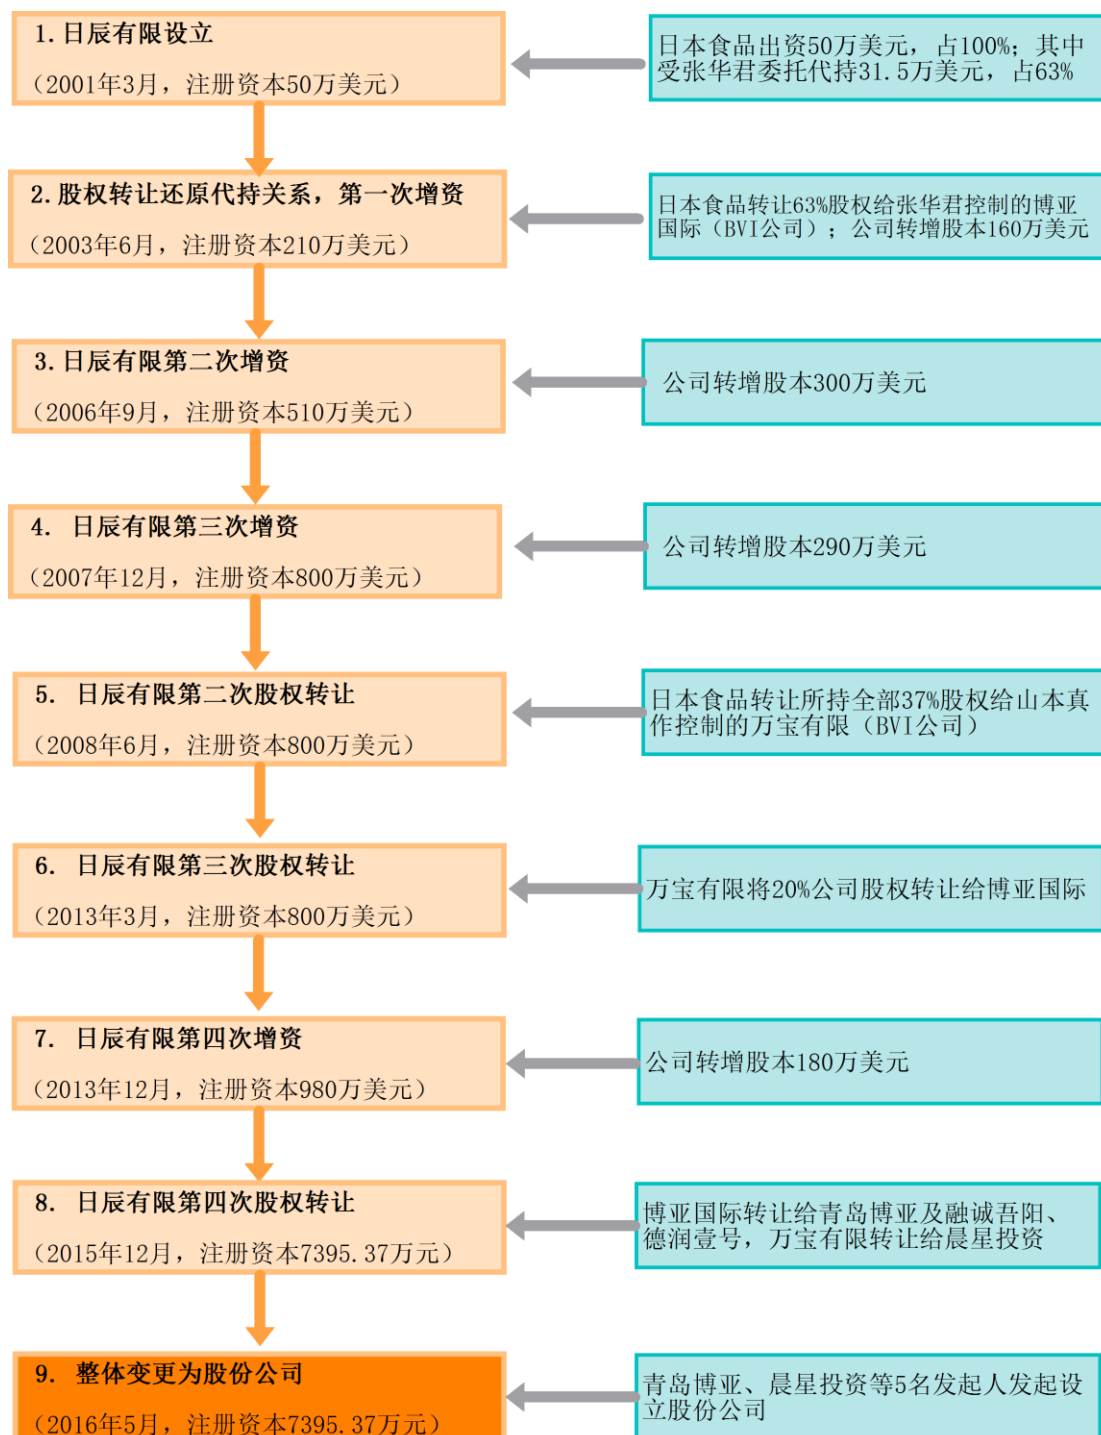 1.日辰有限设立
（2001年3月，注册资本50万美元）
日本食品出资50万美元，占100%；其中
受张华君委托代持31.5万美元，占63%
2.股权转让还原代持关系，第一次增资
（2003年6月，注册资本210万美元）
日本食品转让63%股权给张华君控制的博亚
国际（BVI公司）；公司转增股本160万美元
3.日辰有限第二次增资
（2006年9月，注册资本510万美元）
公司转增股本300万美元
4. 日辰有限第三次增资
（2007年12月，注册资本800万美元）
公司转增股本290万美元
5. 日辰有限第二次股权转让
（2008年6月，注册资本800万美元）
日本食品转让所持全部37%股权给山本真
作控制的万宝有限（BVI公司）
6. 日辰有限第三次股权转让
（2013年3月，注册资本800万美元）
万宝有限将20%公司股权转让给博亚国际
7. 日辰有限第四次增资
（2013年12月，注册资本980万美元）
公司转增股本180万美元
8. 日辰有限第四次股权转让
（2015年12月，注册资本7395.37万元）
博亚国际转让给青岛博亚及融诚吾阳、
德润壹号，万宝有限转让给晨星投资
9. 整体变更为股份公司
（2016年5月，注册资本7395.37万元）
青岛博亚、晨星投资等5名发起人发起设
立股份公司